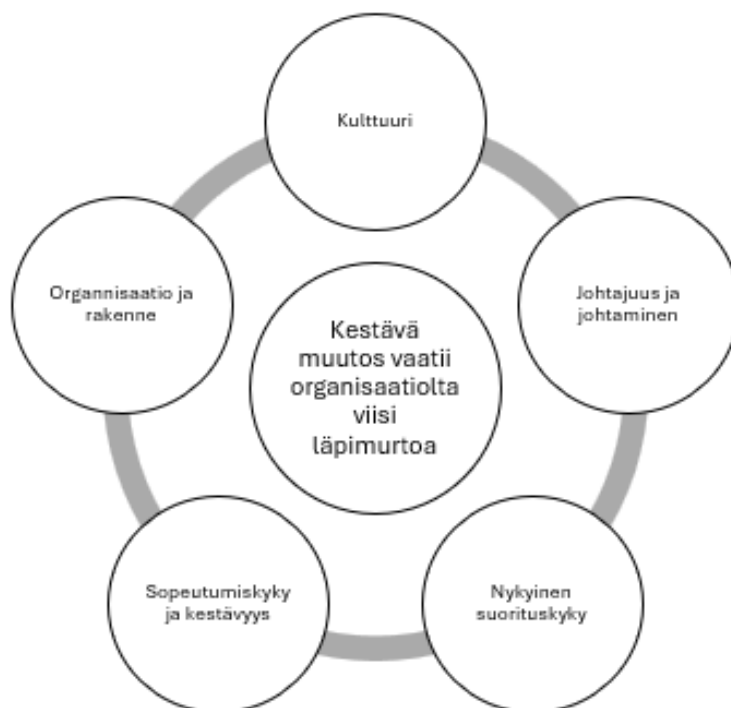 Kulttuuri
Johtajuus ja
johtaminen
Nykyinen
suorituskyky
Sopeutumiskyky
ja kestävyys
Organnisaatio ja
rakenne
Kestävä
muutos vaatii
organisaatiolta
viisi
läpimurtoa